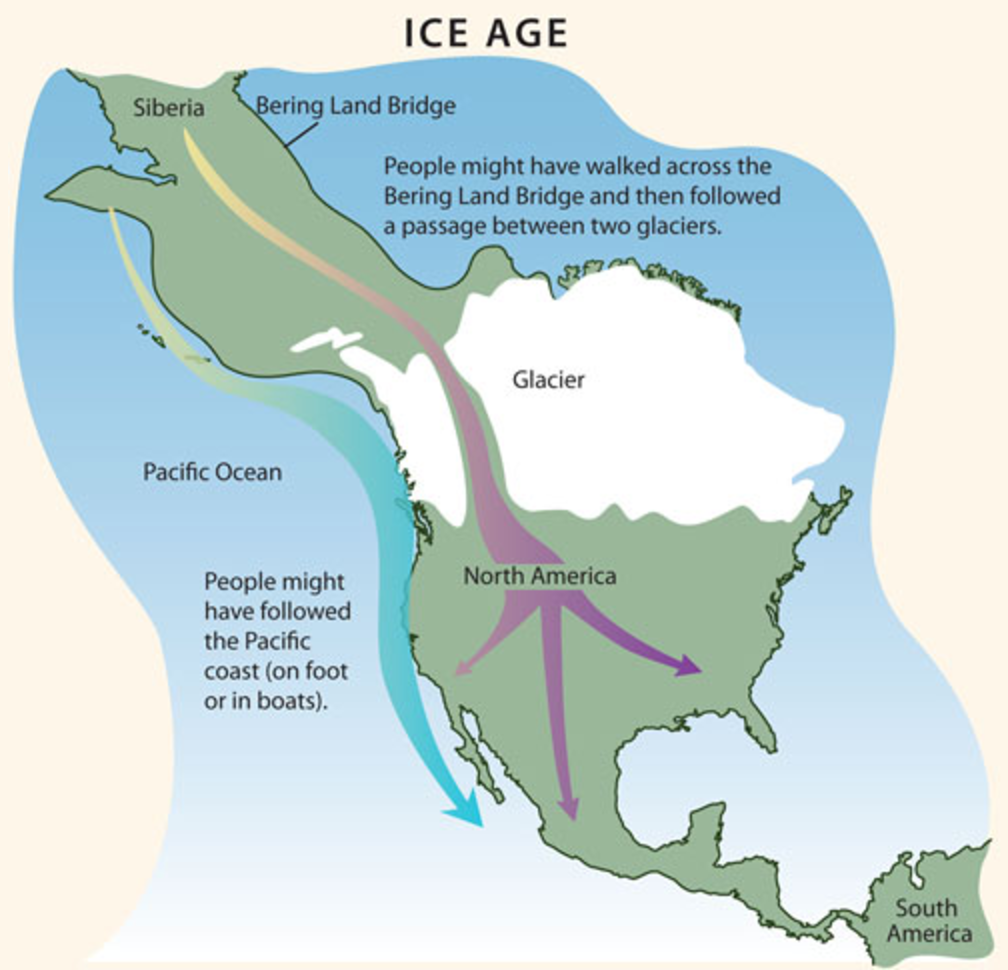 ICE AGE
Siberia
Bering Land Bridge
People might have walked across the
Bering Land Bridge and then followed
a passage between two glaciers.
Glacier
Pacific Ocean
People might
have followed
the Pacific
coast (on foot
or in boats).
North America
South
America